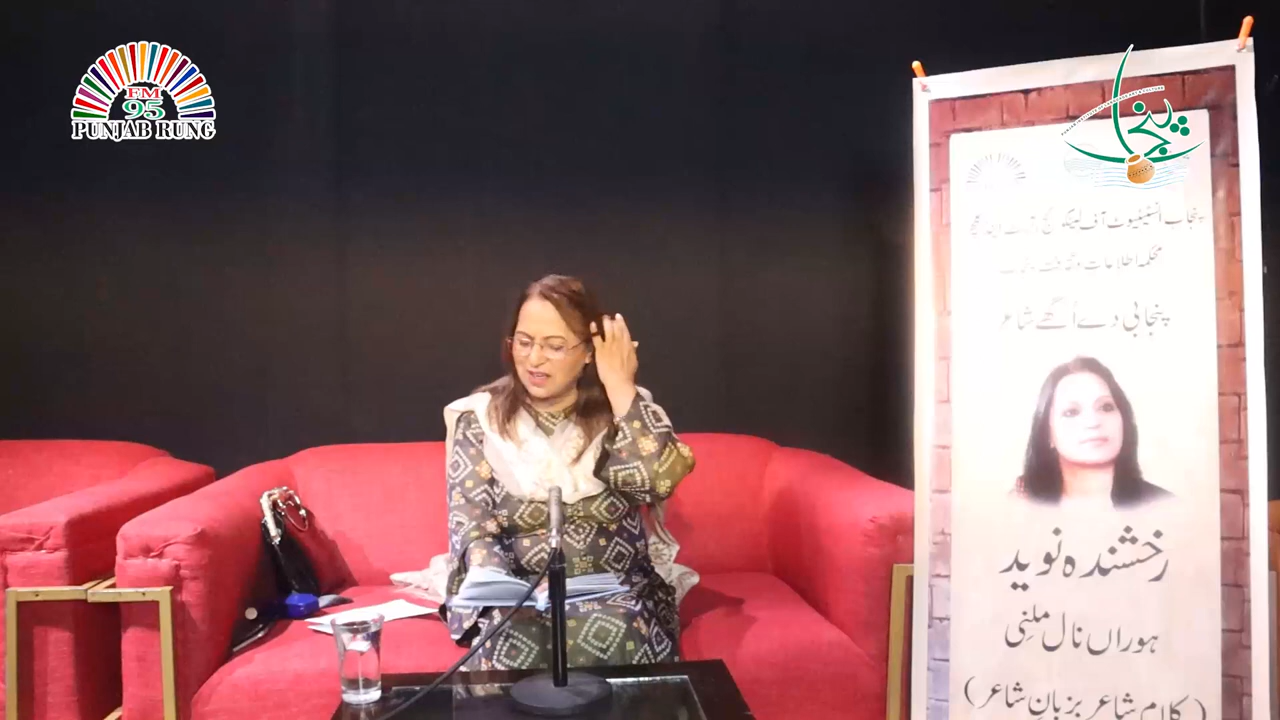 FM
95
PUNJAB RUNG
پنجاب انسٹیٹیوٹ آف لینگوئج آرٹ اینڈ کلچر
محکمہ اطلاعات و ثقافت پنجاب
پنجابی دے اُگھے شاعر
رخشندہ نوید
ہوراں نال ملنی
(کلام شاعر بزبان شاعر)